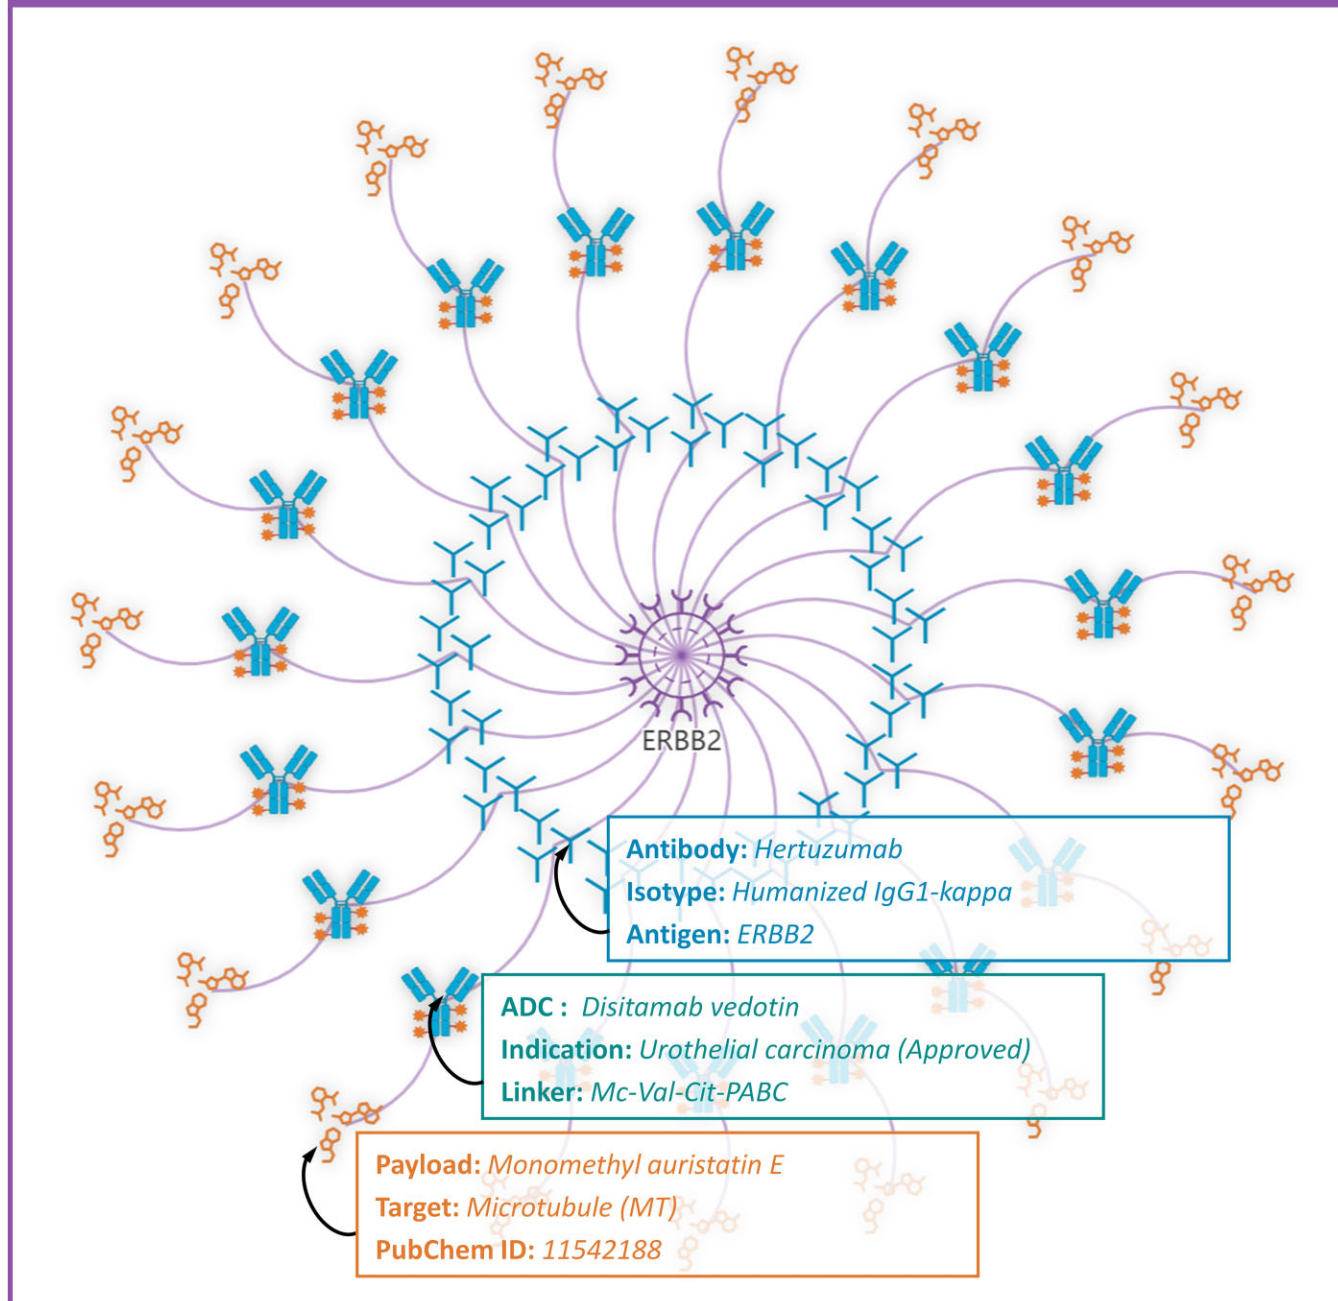 ERBB2
Antibody: Hertuzumab
Isotype: Humanized IgG1-kappa
Antigen: ERBB2
ADC : Disitamab vedotin
Indication: Urothelial carcinoma (Approved)
Linker: Mc-Val-Cit-PABC
Payload: Monomethyl auristatin E
Target: Microtubule (MT)
PubChem ID: 11542188